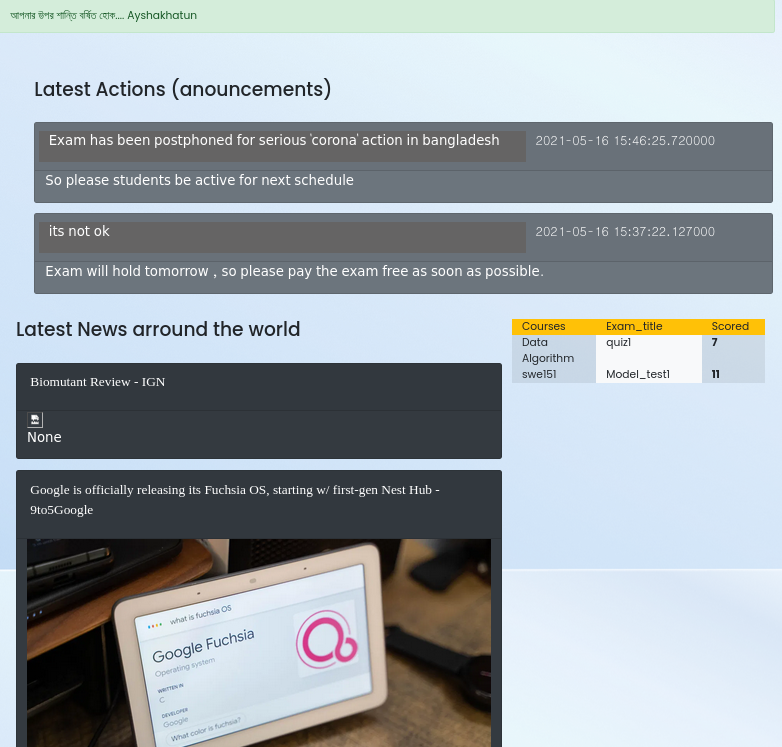 আপনার উপর শান্তি বর্ষিত হোক.... Ayshakhatun
Latest Actions (anouncements)
Exam has been postphoned for serious 'corona' action in bangladesh 2021-05-16 15:46:25.720000
So please students be active for next schedule
its not ok 2021-05-16 15:37:22.127000
Exam will hold tomorrow , so please pay the exam free as soon as possible.
Latest News arround the world
Courses Exam_title Scored
Data Algorithm quiz1 7
swe151 Model_test1 11
Biomutant Review - IGN
None
Google is officially releasing its Fuchsia OS, starting w/ first-gen Nest Hub -
9to5Google
what is fuchsia OS
Google Fuchsia
Operating system
WRITTEN IN
C
DEVELOPER
Google
What color is fuchsia?